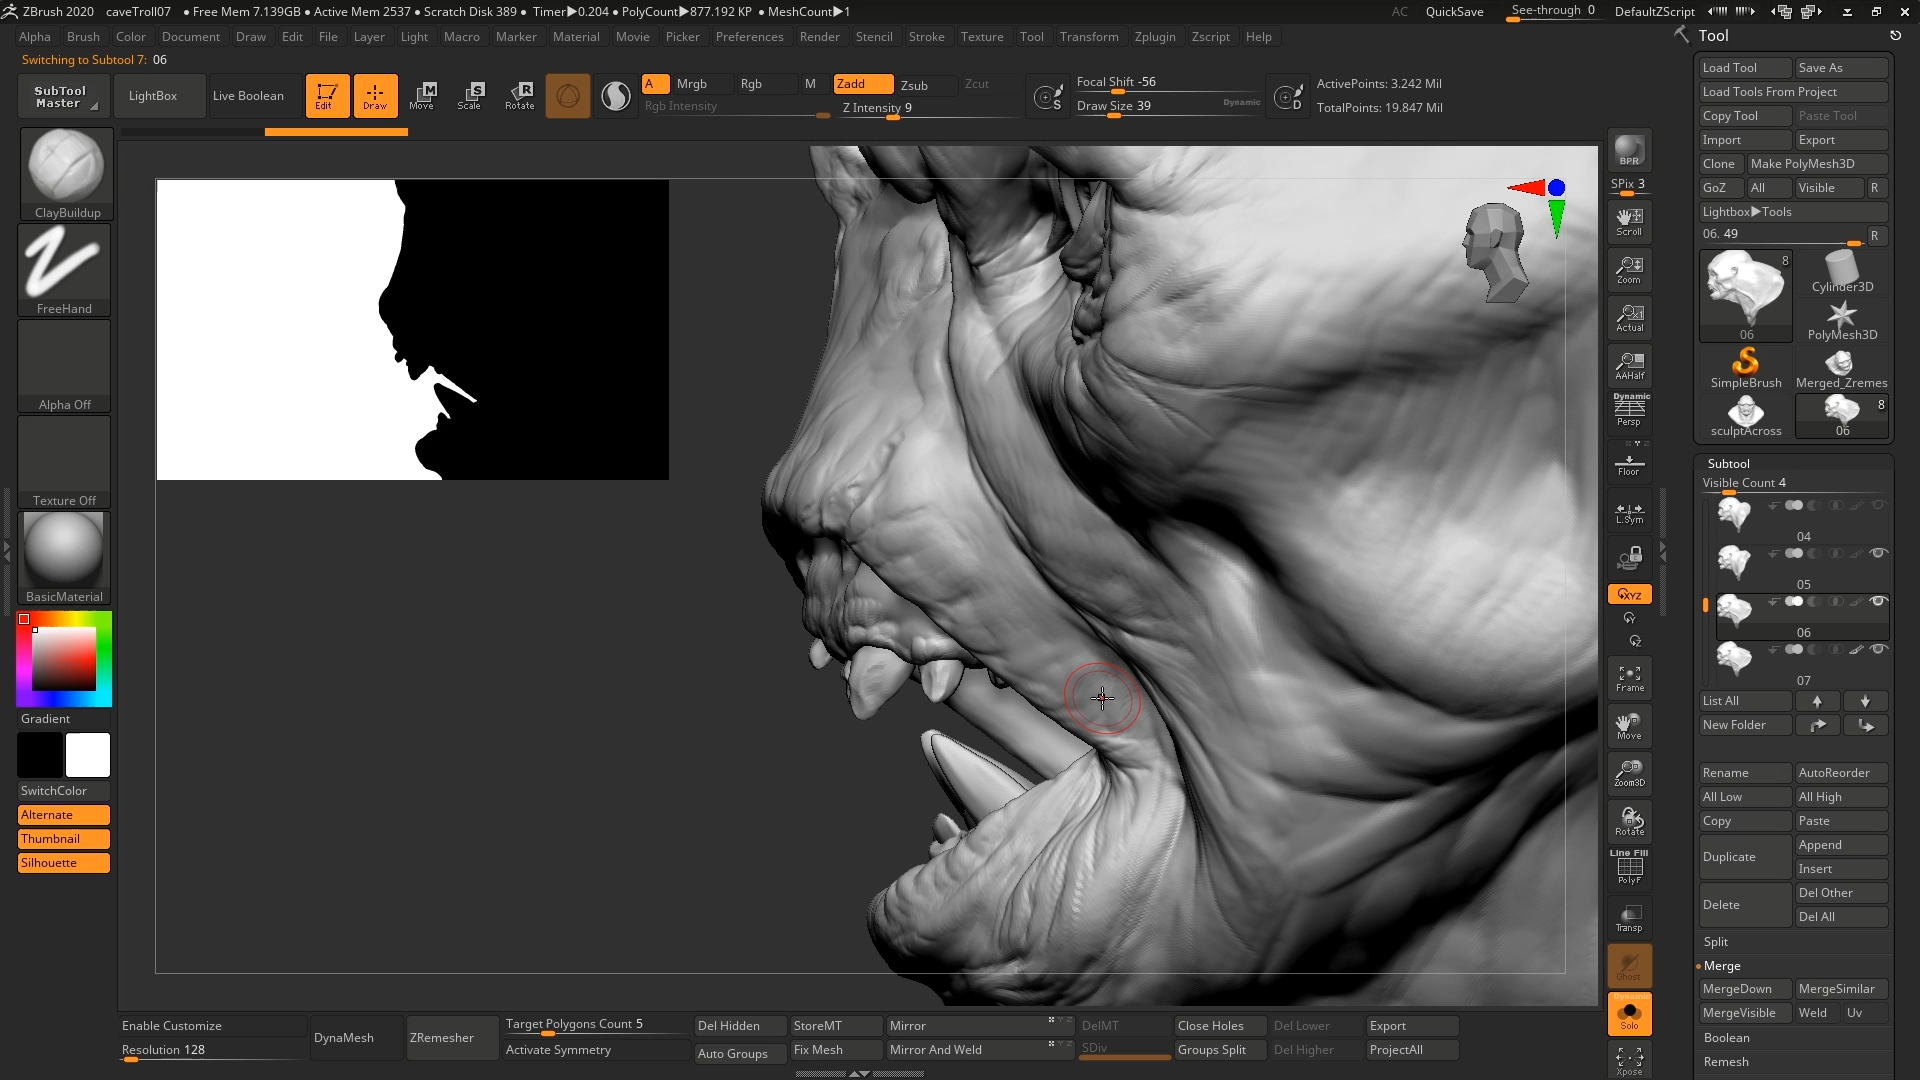 ZBrush 2020 caveTroll07 ● Free Mem 7.139GB ● Active Mem 2537 ● Scratch Disk 389 ● Timer▶0.204 ● PolyCount▶877.192 KP ● MeshCount▶1 AC QuickSave See-through 0 DefaultZScript
Alpha Brush Color Document Draw Edit File Layer Light Macro Marker Material Movie Picker Preferences Render Stencil Stroke Texture Tool Transform Zplugin Zscript Help
Switching to Subtool 7: 06
SubTool
Master
LightBox
Live Boolean
Edit
Draw
Move
Scale
Rotate
A Mrgb Rgb M Zadd Zsub Zcut
Rgb Intensity
Z Intensity 9
S
Focal Shift -56
Draw Size 39
Dynamic
D
ActivePoints: 3.242 Mil
TotalPoints: 19.847 Mil
ClayBuildup
FreeHand
Alpha Off
Texture Off
BasicMaterial
Gradient
SwitchColor
Alternate
Thumbnail
Silhouette
BPR
SPix 3
Scroll
Zoom
Actual
AAHalf
Dynamic
Persp
Floor
L.Sym
XYZ
Y
Z
Frame
Move
Zoom3D
Rotate
Line Fill
PolyF
Transp
Ghost
Dynamic
Solo
Xpose
Tool
Load Tool Save As
Load Tools From Project
Copy Tool Paste Tool
Import Export
Clone Make PolyMesh3D
GoZ All Visible R
Lightbox▶Tools
06. 49 R
8
06
Cylinder3D
PolyMesh3D
SimpleBrush
Merged_Zremes
sculptAcross
8
06
Subtool
Visible Count 4
04
05
06
07
List All
New Folder
Rename AutoReorder
All Low All High
Copy Paste
Duplicate
Append
Insert
Delete
Del Other
Del All
Split
Merge
MergeDown MergeSimilar
MergeVisible Weld Uv
Boolean
Remesh
Enable Customize
Resolution 128
DynaMesh
ZRemesher
Target Polygons Count 5
Activate Symmetry
Del Hidden
Auto Groups
StoreMT
Fix Mesh
Mirror
Mirror And Weld
DelMT
SDiv
Close Holes
Groups Split
Del Lower
Del Higher
Export
ProjectAll